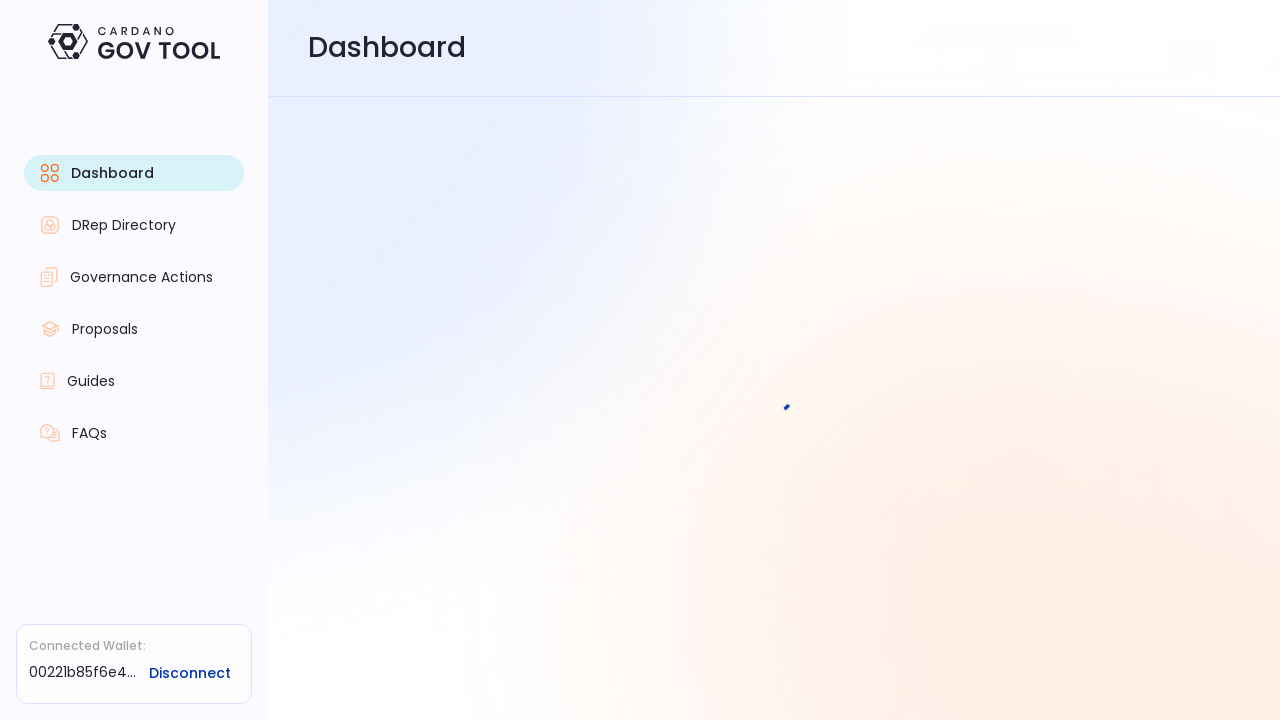 CARDANO
GOV TOOL
Dashboard
Dashboard
DRep Directory
Governance Actions
Proposals
Guides
FAQs
Connected Wallet:
00221b85f6e4... Disconnect